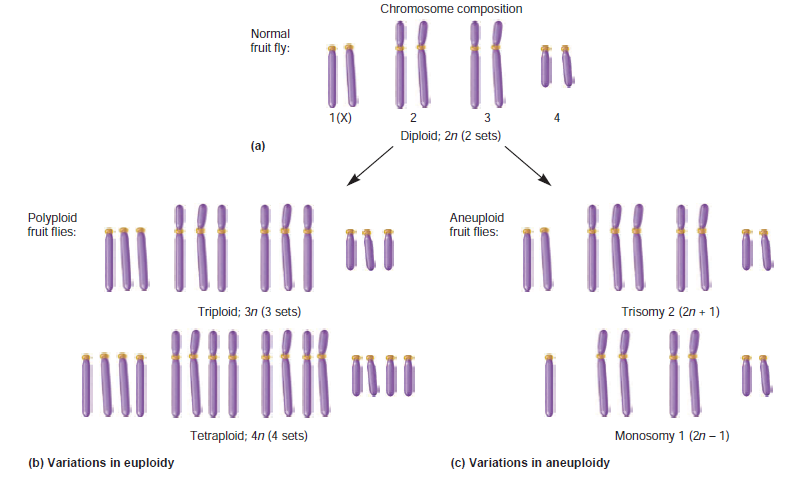 Chromosome composition
Normal
fruit fly:
1(X) 2 3 4
Diploid; 2n (2 sets)
(a)
Polyploid
fruit flies:
Triploid; 3n (3 sets)
Tetraploid; 4n (4 sets)
(b) Variations in euploidy
Aneuploid
fruit flies:
Trisomy 2 (2n + 1)
Monosomy 1 (2n – 1)
(c) Variations in aneuploidy